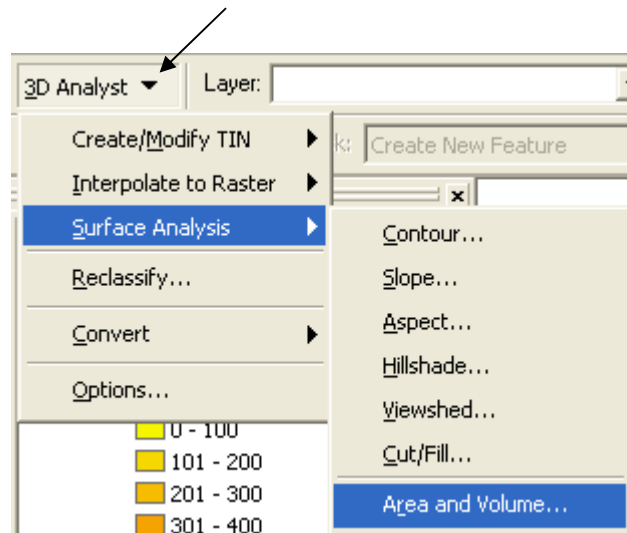 3D Analyst Layer:
Create/Modify TIN
k: Create New Feature
Interpolate to Raster
x
Surface Analysis
Reclassify...
Convert
Options...
Contour...
Slope...
Aspect...
Hillshade...
Viewshed...
Cut/Fill...
Area and Volume...
0 - 100
101 - 200
201 - 300
301 - 400